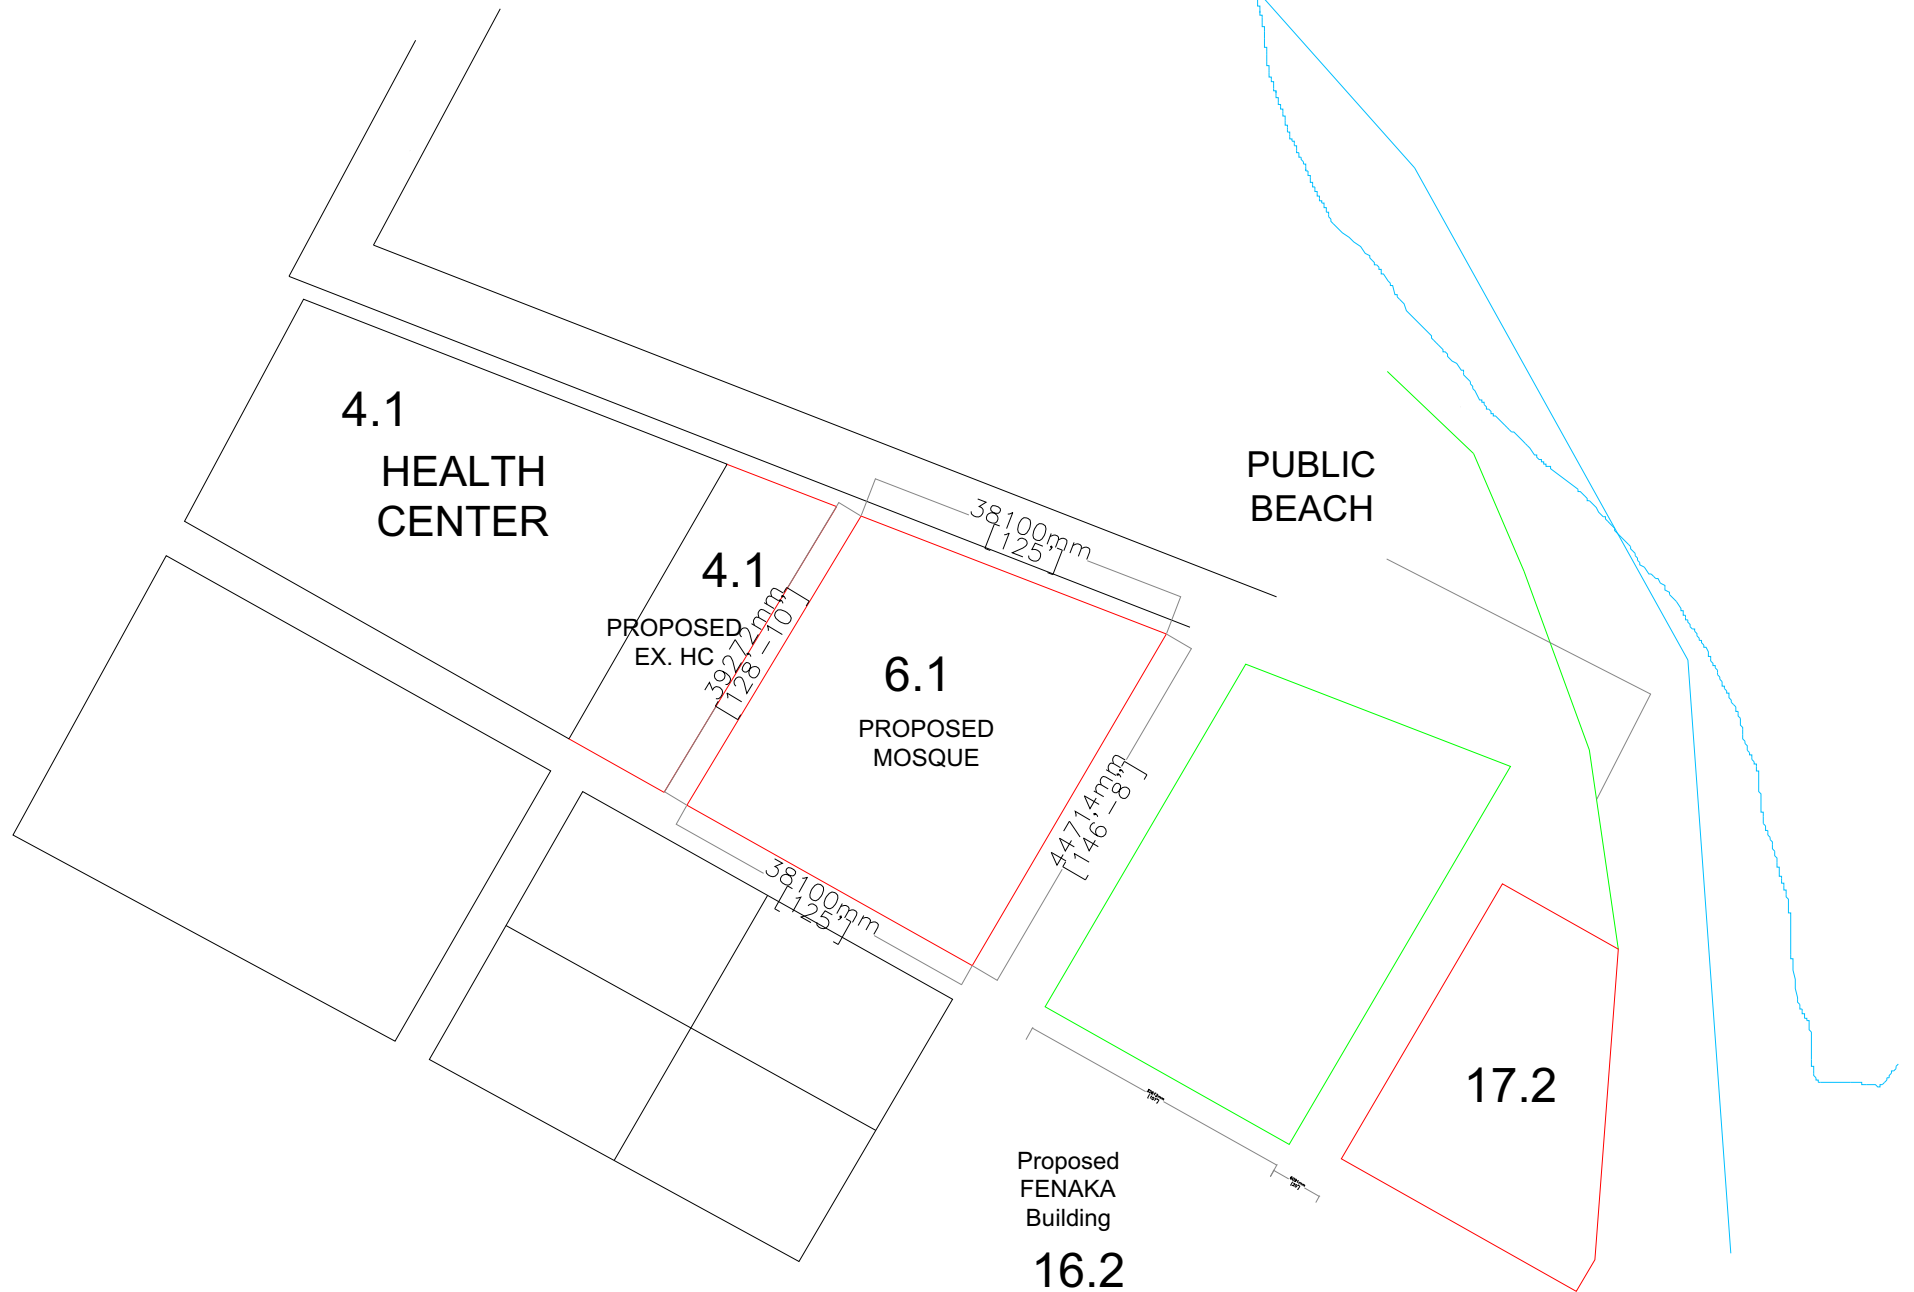 4.1
HEALTH
CENTER
PUBLIC
BEACH
38100mm
[125']
4.1
PROPOSED
EX. HC
39272mm
[128'-10"]
6.1
PROPOSED
MOSQUE
44714mm
[146'-8"]
38100mm
[125']
17.2
Proposed
FENAKA
Building
16.2